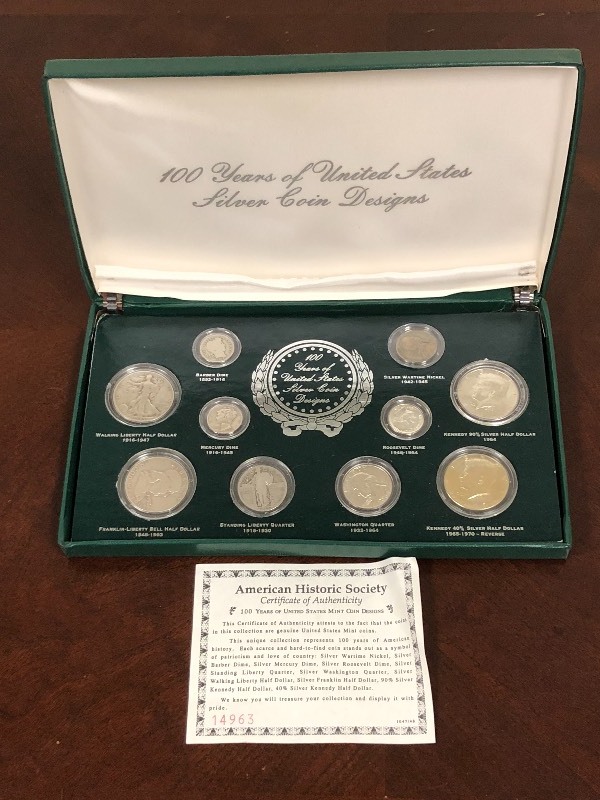 100 Years of United States
Silver Coin Designs
BARBER DIME
1892-1916
100
Years of
United States
Silver Coin
Designs
SILVER WARTIME NICKEL
1942-1945
WALKING LIBERTY HALF DOLLAR
1916-1947
MERCURY DIME
1916-1945
ROOSEVELT DIME
1946-1964
KENNEDY 90% SILVER HALF DOLLAR
1964
FRANKLIN-LIBERTY BELL HALF DOLLAR
1948-1963
STANDING LIBERTY QUARTER
1916-1930
WASHINGTON QUARTER
1932-1964
KENNEDY 40% SILVER HALF DOLLAR
1965-1970 - REVERSE
American Historic Society
Certificate of Authenticity
100 YEARS OF UNITED STATES MINT COIN DESIGNS
This Certificate of Authenticity attests to the fact that the coins
in this collection are genuine United States Mint coins.
This unique collection represents 100 years of American
history. Each scarce and hard-to-find coin stands out as a symbol
of patriotism and love of country: Silver Wartime Nickel, Silver
Barber Dime, Silver Mercury Dime, Silver Roosevelt Dime, Silver
Standing Liberty Quarter, Silver Washington Quarter, Silver
Walking Liberty Half Dollar, Silver Franklin Half Dollar, 90% Silver
Kennedy Half Dollar, 40% Silver Kennedy Half Dollar.
We know you will treasure your collection and display it with
pride.
14963